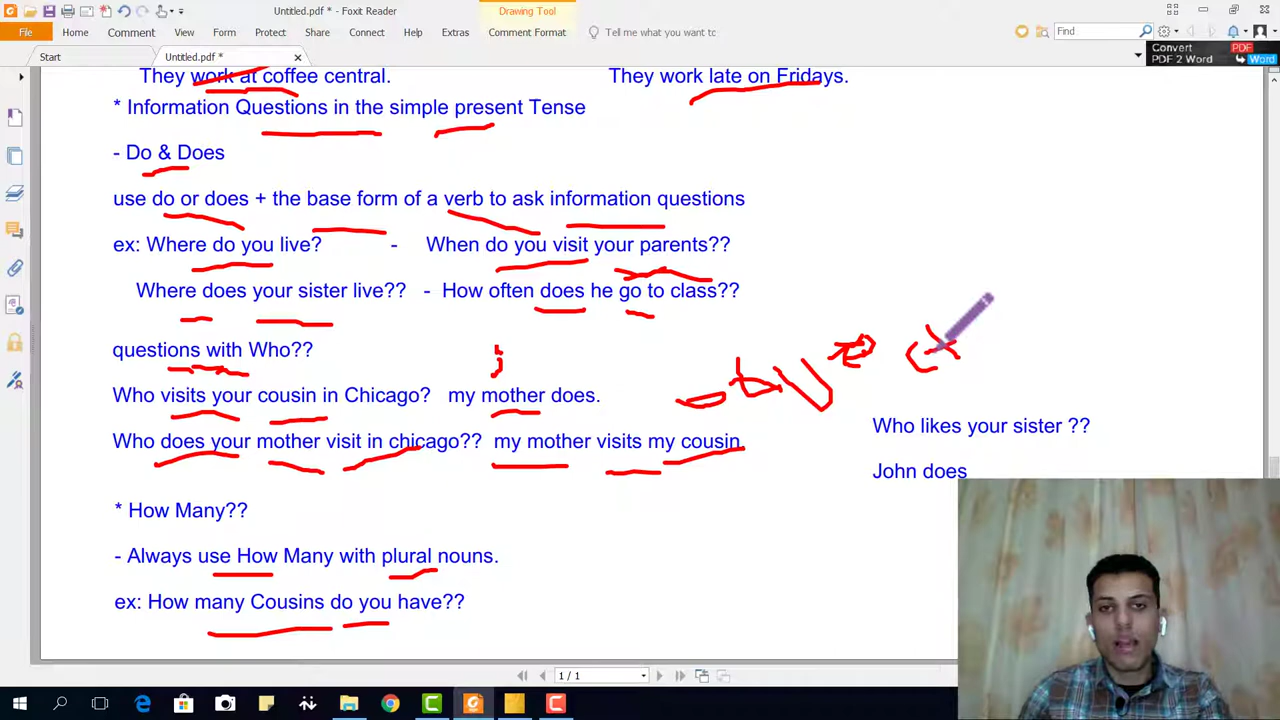 Untitled.pdf * - Foxit Reader
Drawing Tool
File Home Comment View Form Protect Share Connect Help Extras Comment Format Tell me what you want tc Find
Start Untitled.pdf *
Convert PDF
PDF 2 Word Word
They work at coffee central. They work late on Fridays.
* Information Questions in the simple present Tense
- Do & Does
use do or does + the base form of a verb to ask information questions
ex: Where do you live? - When do you visit your parents??
Where does your sister live?? - How often does he go to class??
questions with Who??
Who visits your cousin in Chicago? my mother does.
Who likes your sister ??
Who does your mother visit in chicago?? my mother visits my cousin.
John does
* How Many??
- Always use How Many with plural nouns.
ex: How many Cousins do you have??
1 / 1